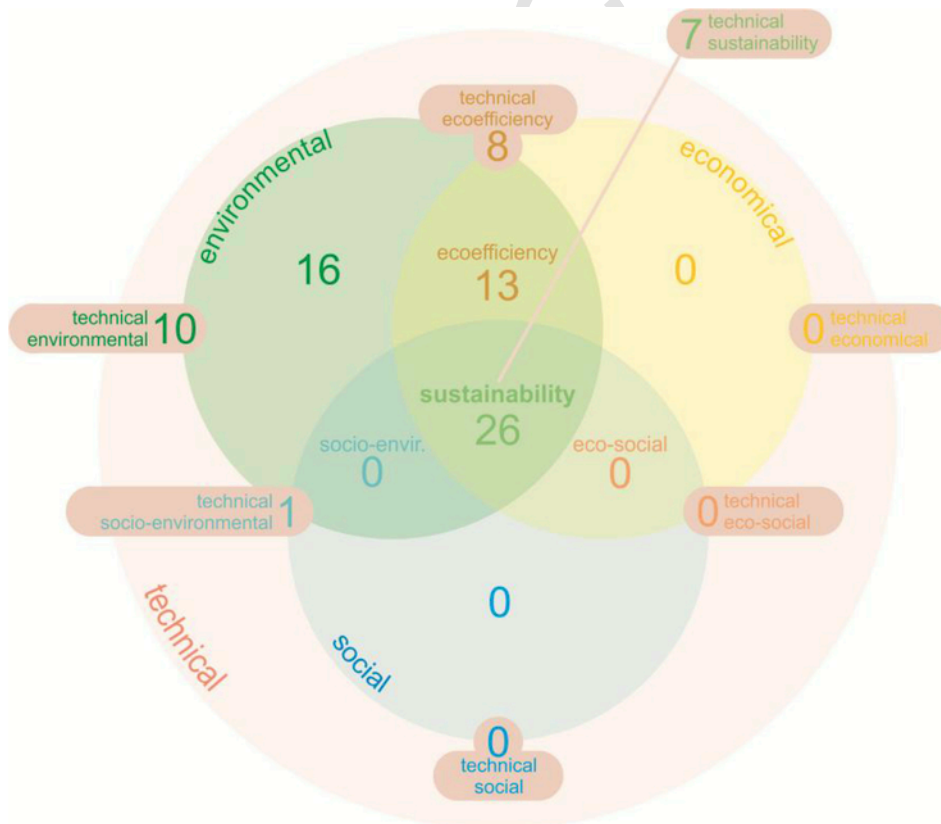 7 technical
sustainability
technical
ecoefficiency
8
environmental
economical
ecoefficiency
13
16
0
technical
environmental 10
0 technical
economical
sustainability
26
socio-envir.
0
eco-social
0
technical
socio-environmental 1
0 technical
eco-social
0
technical
social
0
technical
social